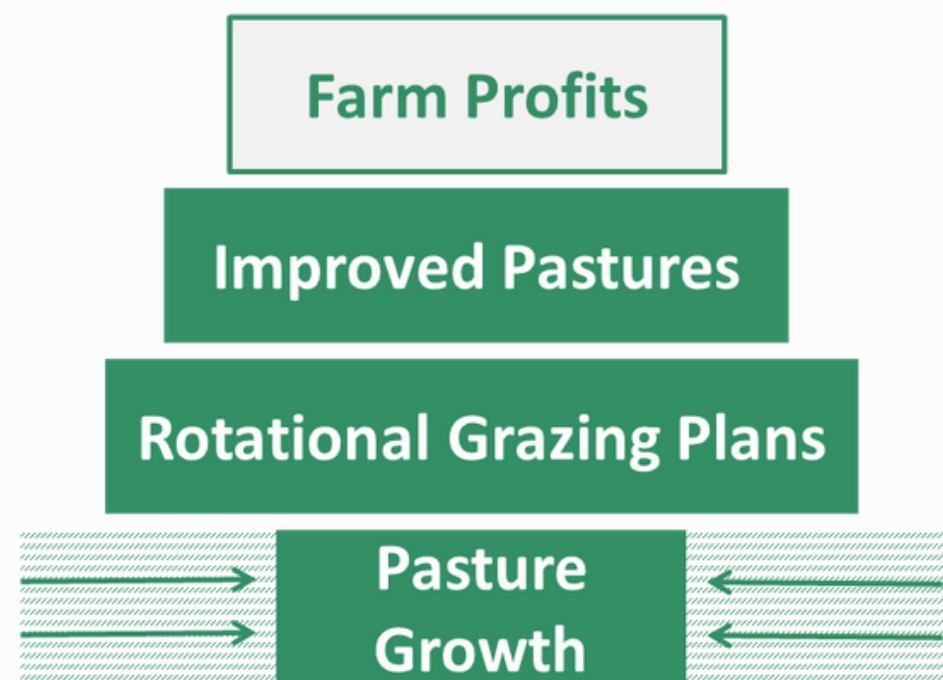 Farm Profits
Improved Pastures
Rotational Grazing Plans
Pasture
Growth